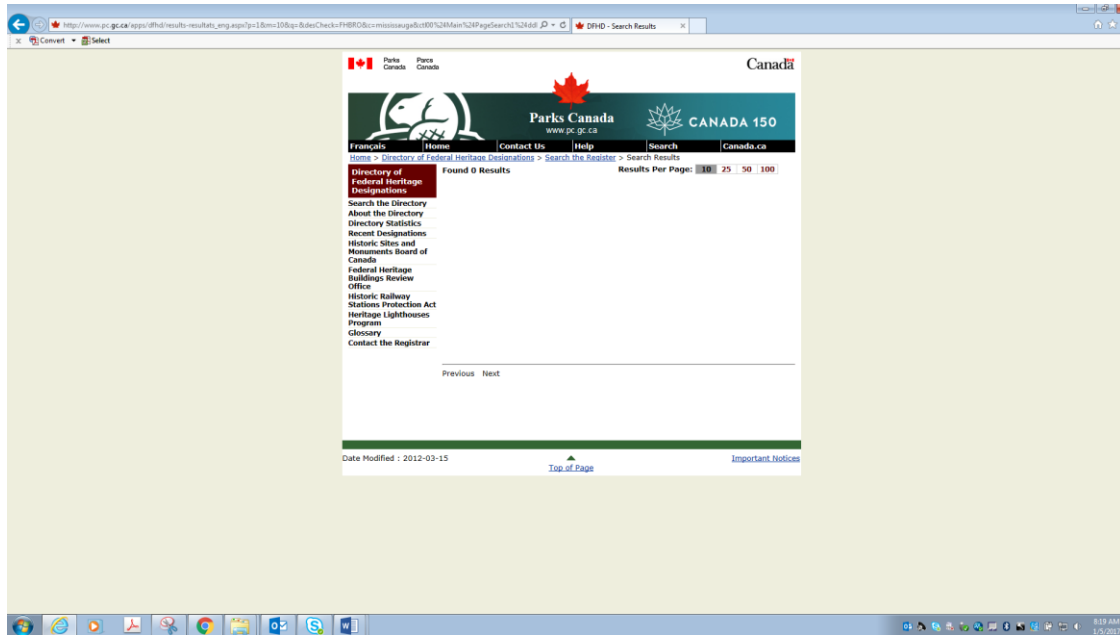 http://www.pc.gc.ca/apps/dfhd/results-resultats_eng.aspx?p=1&m=10&q=&desCheck=FHBRO&c=mississauga&ctl00%24Main%24PageSearch1%24ddl
DFHD - Search Results
x Convert Select
Parks Canada Parcs Canada
Canada
Parks Canada
www.pc.gc.ca
CANADA 150
Français Home Contact Us Help Search Canada.ca
Home > Directory of Federal Heritage Designations > Search the Register > Search Results
Directory of
Federal Heritage
Designations
Found 0 Results
Results Per Page: 10 25 50 100
Search the Directory
About the Directory
Directory Statistics
Recent Designations
Historic Sites and
Monuments Board of
Canada
Federal Heritage
Buildings Review
Office
Historic Railway
Stations Protection Act
Heritage Lighthouses
Program
Glossary
Contact the Registrar
Previous Next
Date Modified : 2012-03-15
Top of Page
Important Notices
8:19 AM